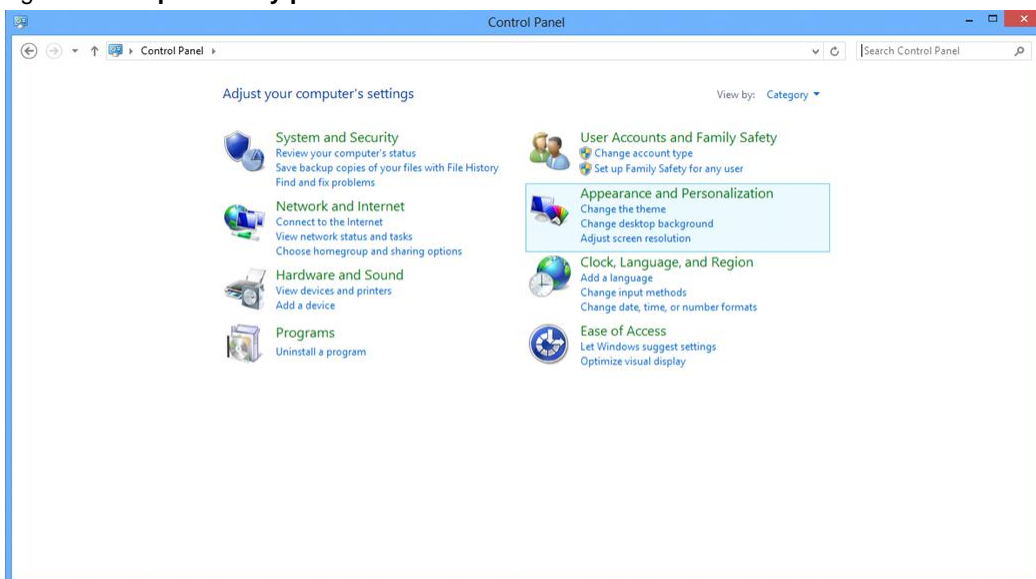 Control Panel
Control Panel
Search Control Panel
Adjust your computer's settings
View by: Category
System and Security
Review your computer's status
Save backup copies of your files with File History
Find and fix problems
Network and Internet
Connect to the Internet
View network status and tasks
Choose homegroup and sharing options
Hardware and Sound
View devices and printers
Add a device
Programs
Uninstall a program
User Accounts and Family Safety
Change account type
Set up Family Safety for any user
Appearance and Personalization
Change the theme
Change desktop background
Adjust screen resolution
Clock, Language, and Region
Add a language
Change input methods
Change date, time, or number formats
Ease of Access
Let Windows suggest settings
Optimize visual display